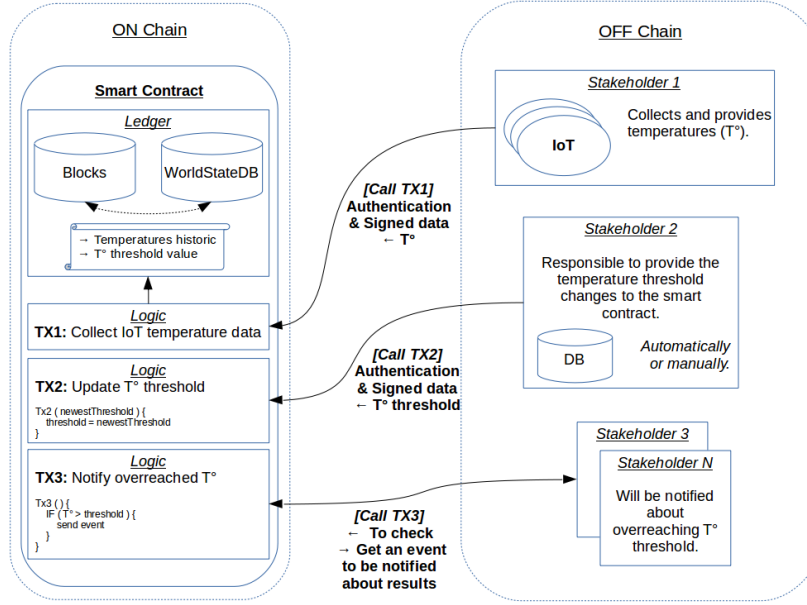 ON Chain
Smart Contract
Ledger
Blocks
WorldStateDB
→ Temperatures historic
→ T° threshold value
Logic
TX1: Collect IoT temperature data
Logic
TX2: Update T° threshold
Tx2 ( newestThreshold ) {
threshold = newestThreshold
}
Logic
TX3: Notify overreached T°
Tx3 ( ) {
IF ( T° > threshold ) {
send event
}
}
[Call TX1]
Authentication
& Signed data
← T°
[Call TX2]
Authentication
& Signed data
← T° threshold
[Call TX3]
← To check
→ Get an event
to be notified
about results
OFF Chain
Stakeholder 1
IoT
Collects and provides
temperatures (T°).
Stakeholder 2
Responsible to provide the
temperature threshold
changes to the smart
contract.
DB
Automatically
or manually.
Stakeholder 3
Stakeholder N
Will be notified
about
overreaching T°
threshold.